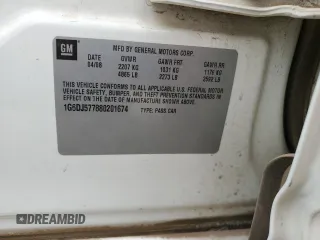 GM
MFD BY GENERAL MOTORS CORP.
DATE GVWR GAWR FRT GAWR RR
04/08 2207 KG 1031 KG 1176 KG
4865 LB 2273 LB 2592 LB
THIS VEHICLE CONFORMS TO ALL APPLICABLE U.S. FEDERAL MOTOR
VEHICLE SAFETY, BUMPER, AND THEFT PREVENTION STANDARDS IN EFFECT ON THE
DATE OF MANUFACTURE SHOWN ABOVE.
1G6DJ577880201674 TYPE: PASS CAR
DREAMBID